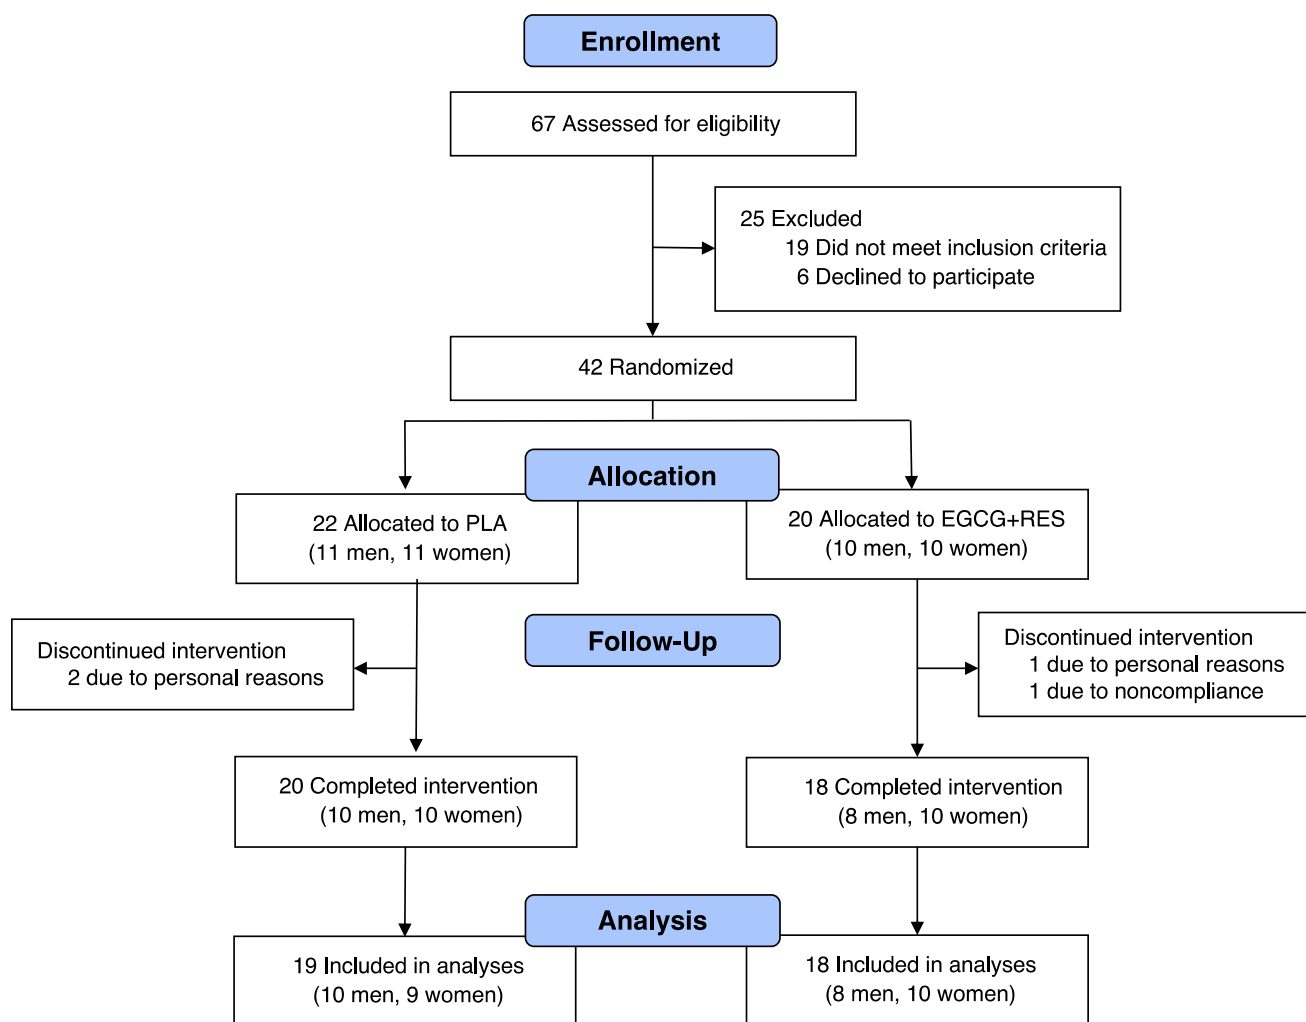 Enrollment
67 Assessed for eligibility
25 Excluded
19 Did not meet inclusion criteria
6 Declined to participate
42 Randomized
Allocation
22 Allocated to PLA
(11 men, 11 women)
20 Allocated to EGCG+RES
(10 men, 10 women)
Follow-Up
Discontinued intervention
2 due to personal reasons
Discontinued intervention
1 due to personal reasons
1 due to noncompliance
20 Completed intervention
(10 men, 10 women)
18 Completed intervention
(8 men, 10 women)
Analysis
19 Included in analyses
(10 men, 9 women)
18 Included in analyses
(8 men, 10 women)